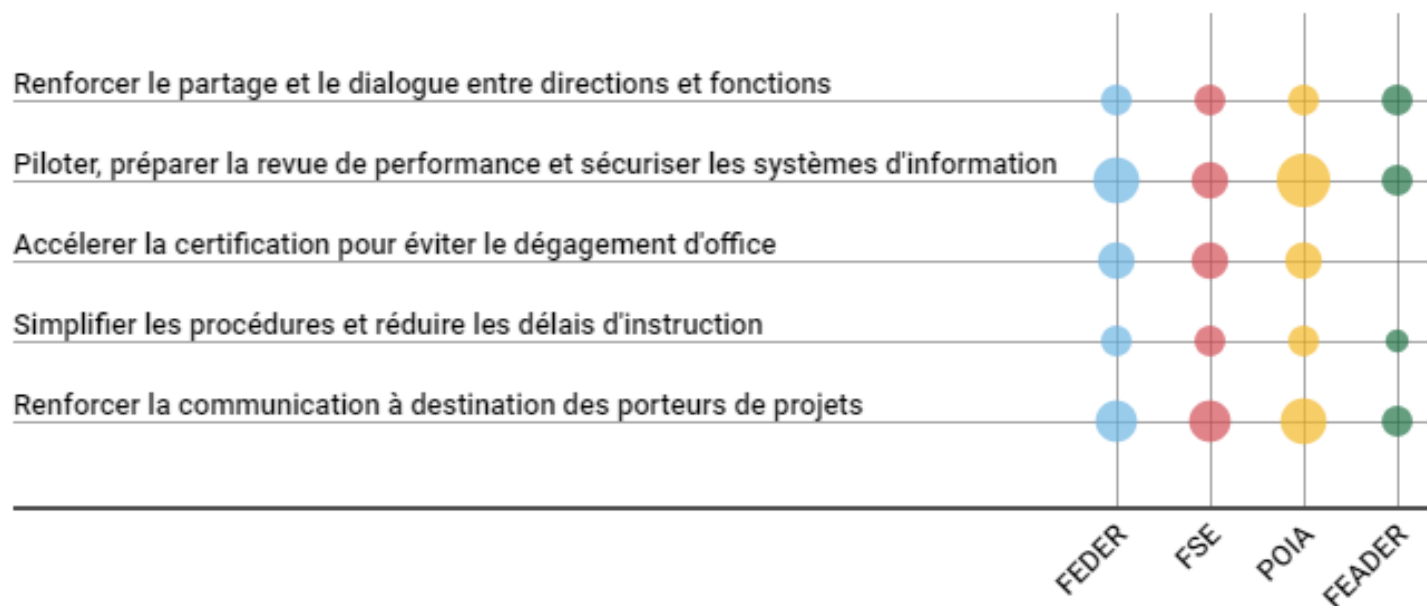 Renforcer le partage et le dialogue entre directions et fonctions
Piloter, préparer la revue de performance et sécuriser les systèmes d'information
Accélerer la certification pour éviter le dégagement d'office
Simplifier les procédures et réduire les délais d'instruction
Renforcer la communication à destination des porteurs de projets
FEDER
FSE
POIA
FEADER